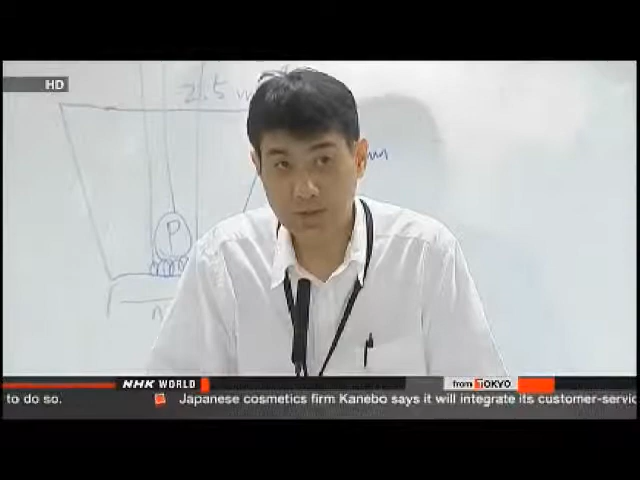 HD
2.5 m
P
NHK WORLD
from TOKYO
to do so.
Japanese cosmetics firm Kanebo says it will integrate its customer-servic